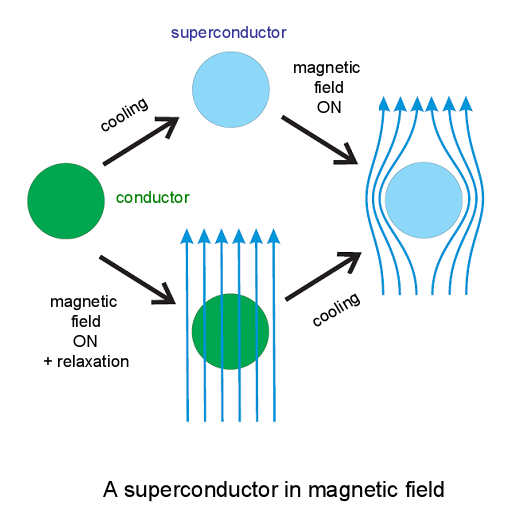 superconductor
magnetic
field
ON
cooling
conductor
magnetic
field
ON
+ relaxation
cooling
A superconductor in magnetic field